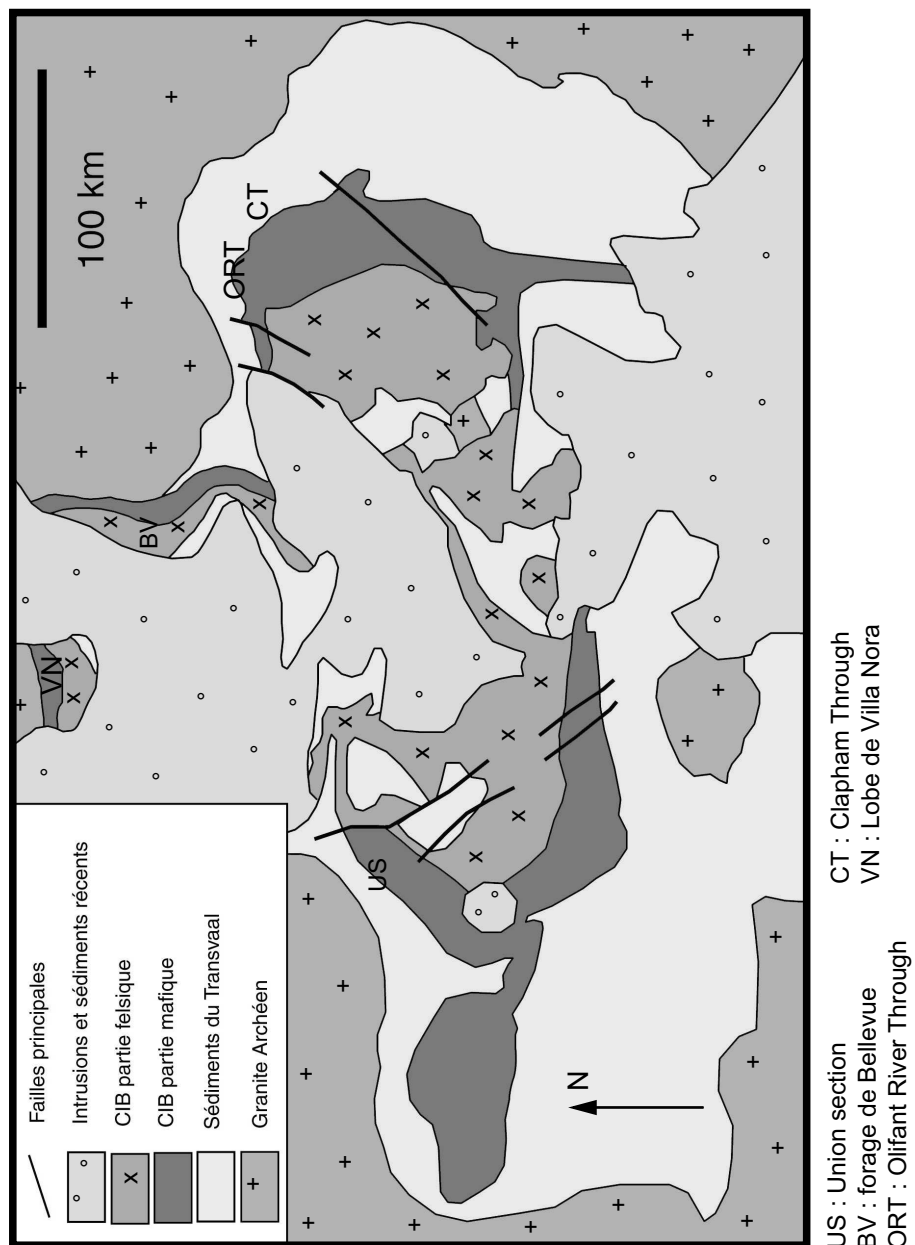 Failles principales
Intrusions et sédiments récents
CIB partie felsique
CIB partie mafique
Sédiments du Transvaal
Granite Archéen
100 km
ORT
CT
BV
VN
US
N
US : Union section
BV : forage de Bellevue
ORT : Olifant River Through
CT : Clapham Through
VN : Lobe de Villa Nora